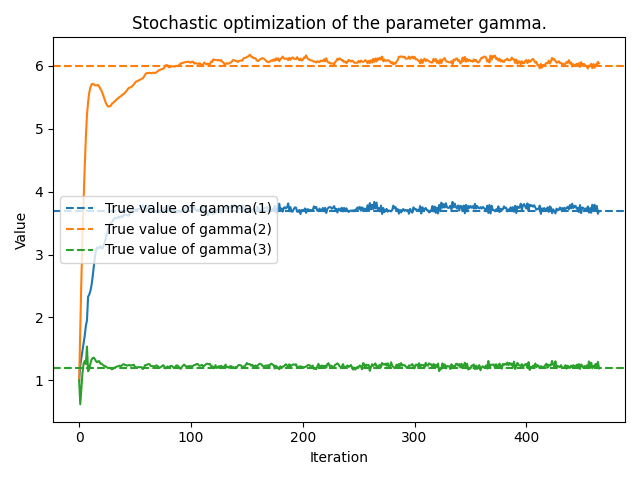 Stochastic optimization of the parameter gamma.
6
5
4
3
2
1
Value
True value of gamma(1)
True value of gamma(2)
True value of gamma(3)
0 100 200 300 400
Iteration